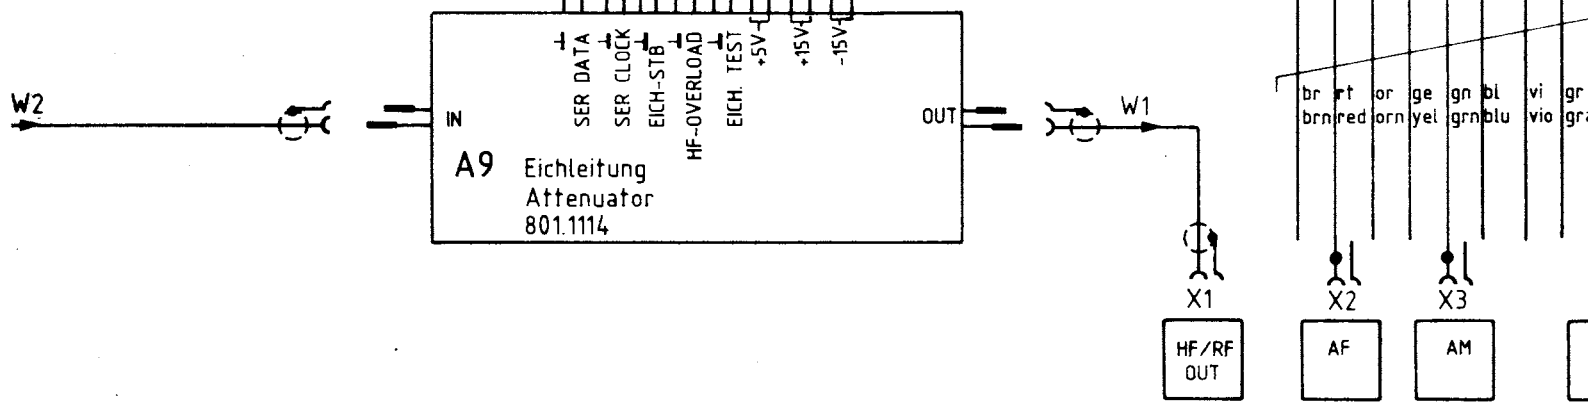 SER DATA
SER CLOCK
EICH-STB
HF-OVERLOAD
EICH. TEST
+5V
+15V
-15V
W2
IN
OUT
W1
A9
Eichleitung
Attenuator
801.1114
br rt or ge gn bl vi gr
brn red orn yel grn blu vio gra
X1
X2
X3
HF/RF
OUT
AF
AM